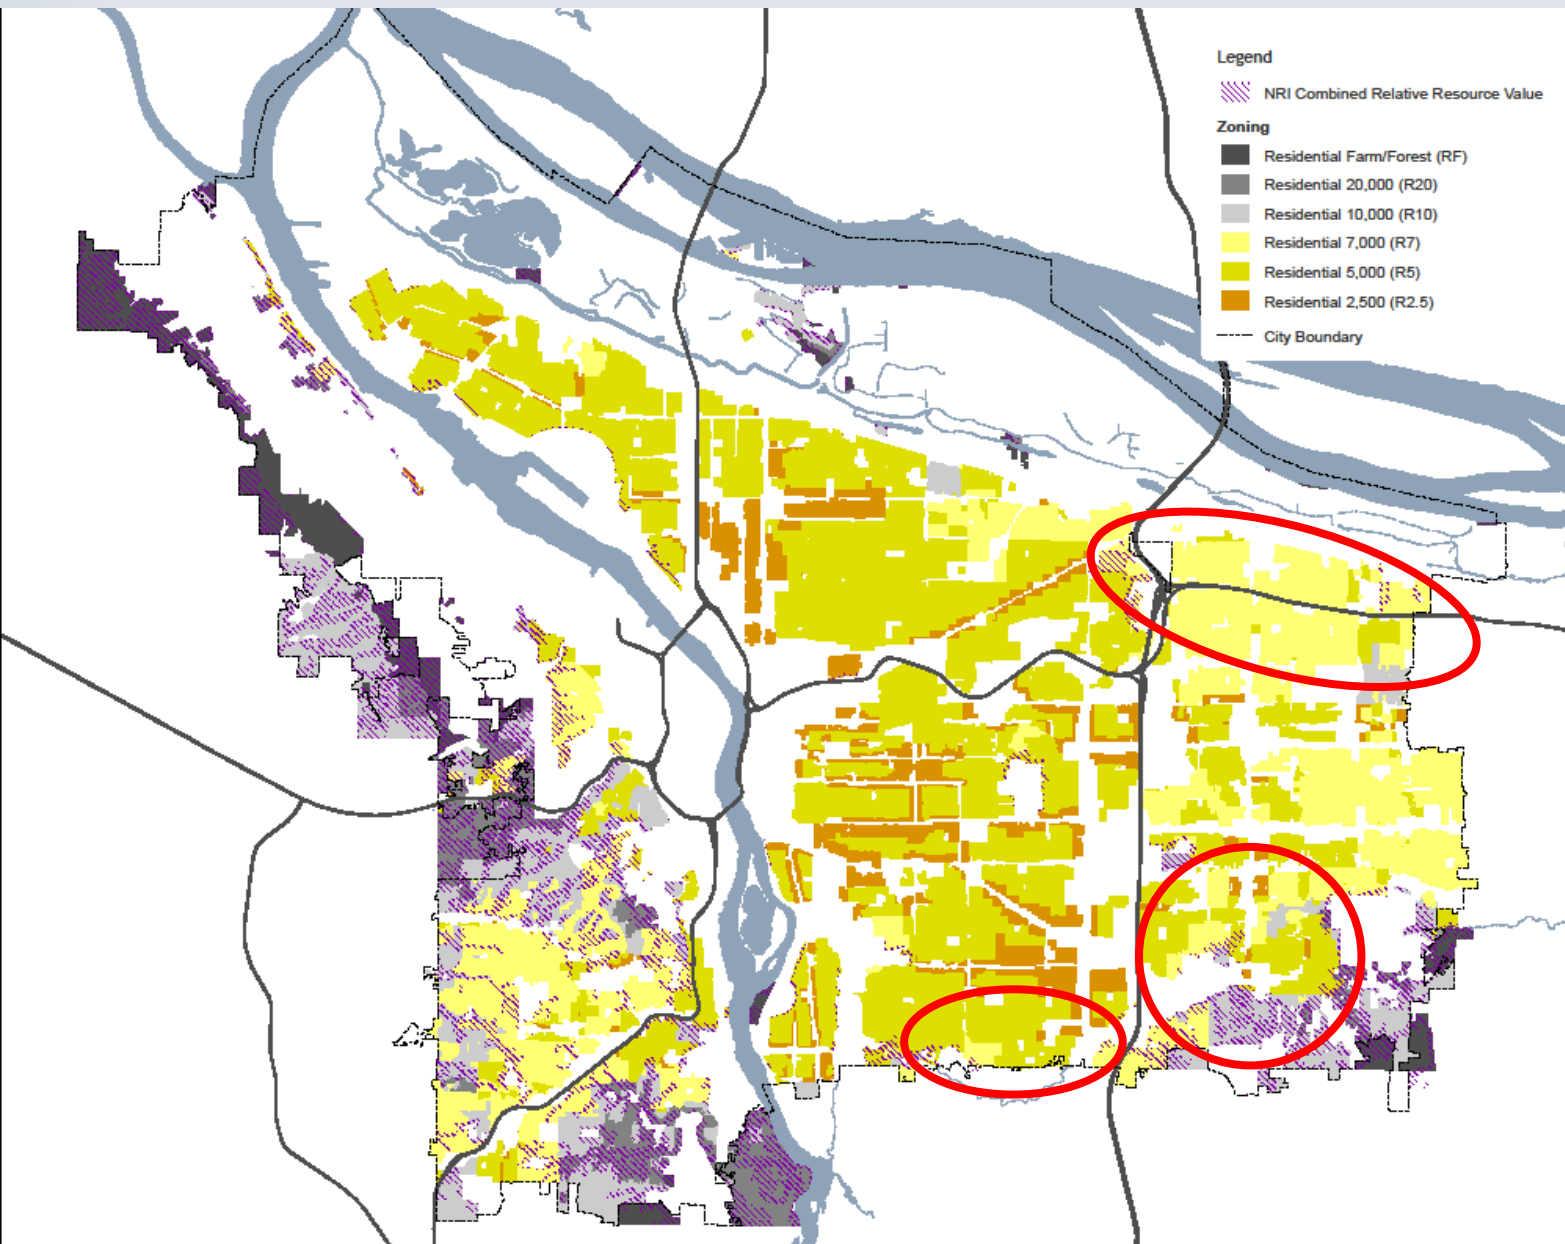 Legend
NRI Combined Relative Resource Value
Zoning
Residential Farm/Forest (RF)
Residential 20,000 (R20)
Residential 10,000 (R10)
Residential 7,000 (R7)
Residential 5,000 (R5)
Residential 2,500 (R2.5)
City Boundary